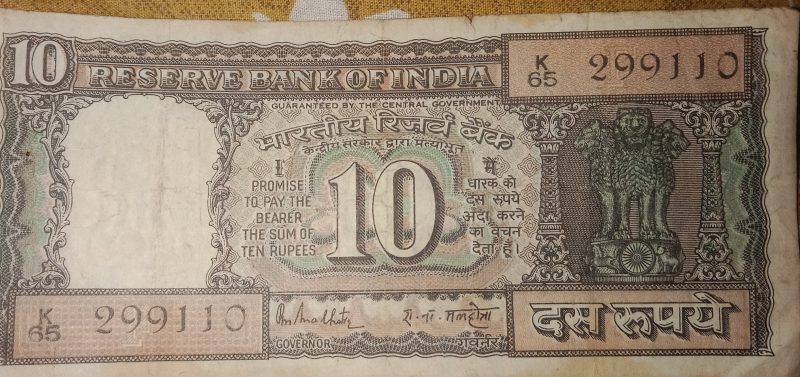 10
RESERVE BANK OF INDIA
K
65 299110
GUARANTEED BY THE CENTRAL GOVERNMENT
भारतीय रिज़र्व बैंक
केन्द्रीय सरकार द्वारा प्रत्याभूत
I
PROMISE
TO PAY THE
BEARER
THE SUM OF
TEN RUPEES
10
मैं
धारक को
दस रुपये
अदा करने
का वचन
देता हूँ।
K
65 299110
R.N. Malhotra
रा. ना. मल्होत्रा
GOVERNOR
गवर्नर
दस रुपये